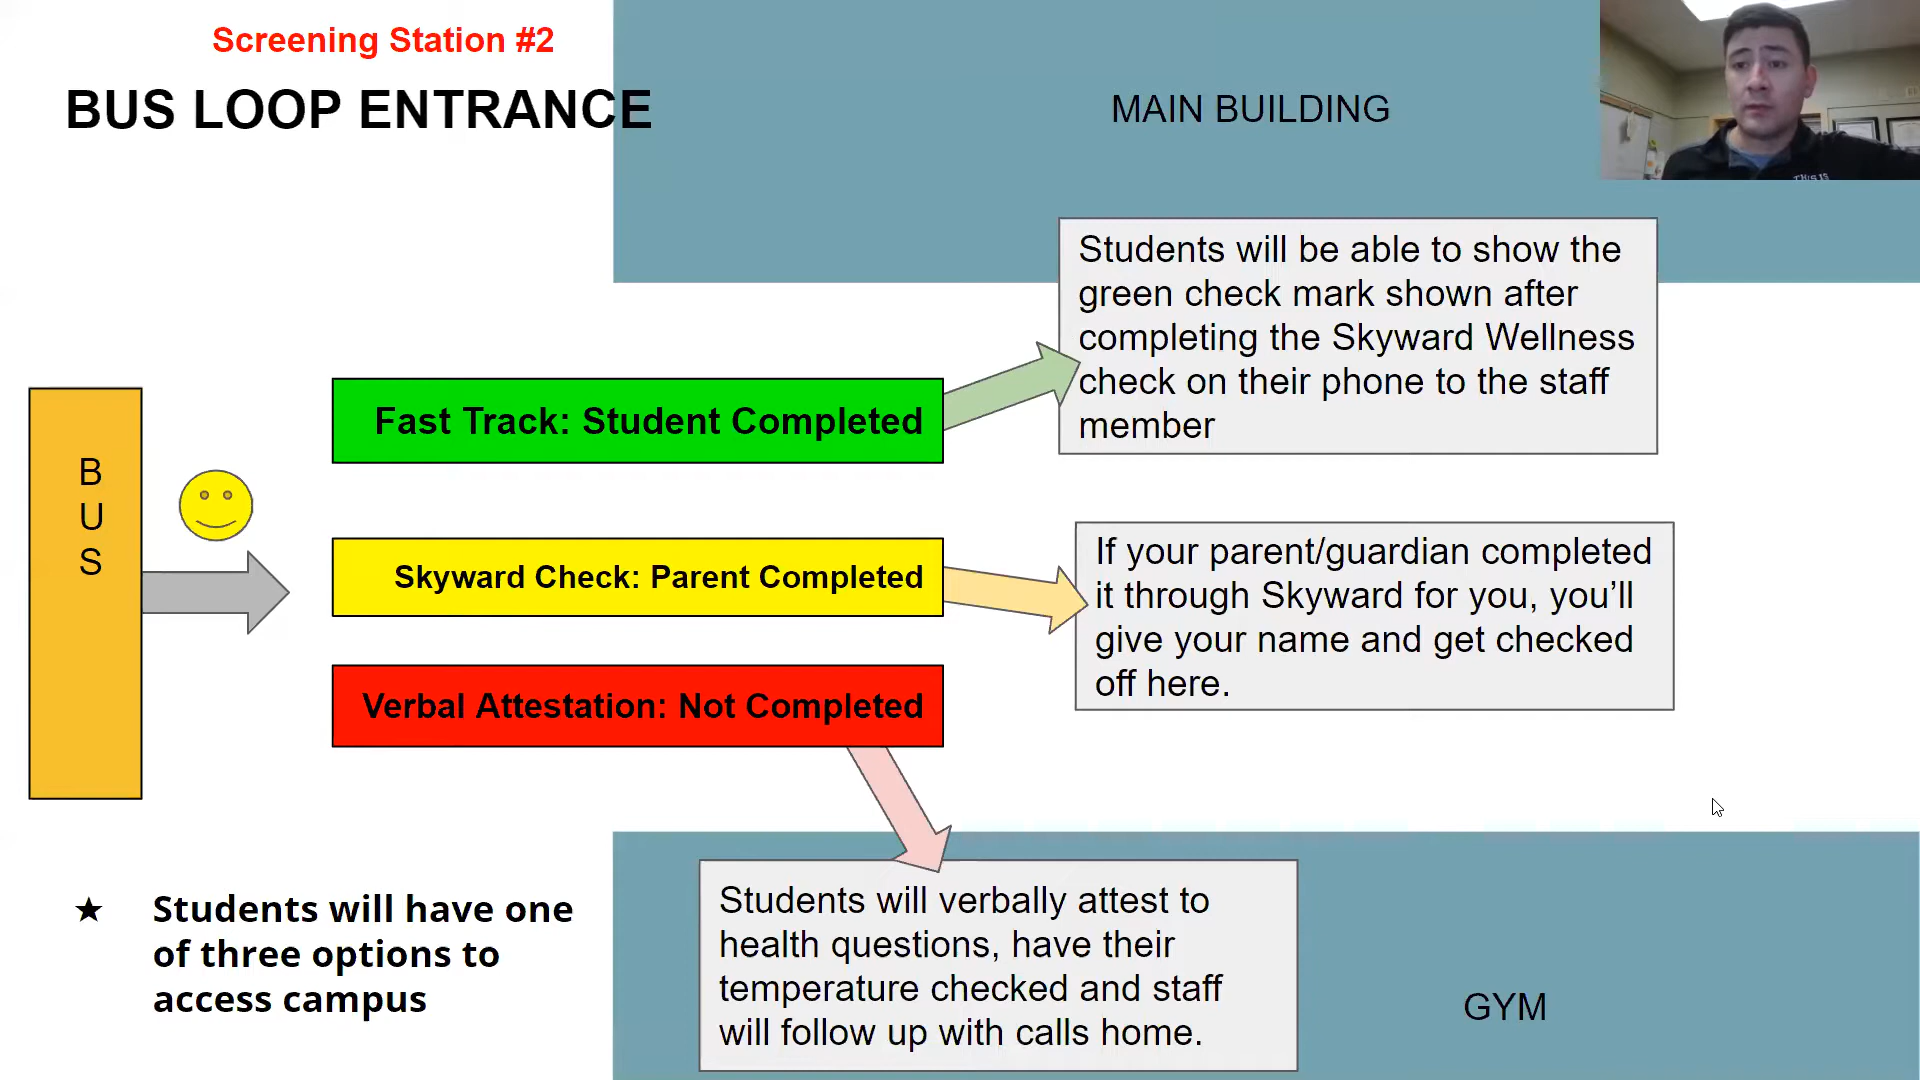 Screening Station #2
BUS LOOP ENTRANCE
MAIN BUILDING
THIS IS
Students will be able to show the
green check mark shown after
completing the Skyward Wellness
check on their phone to the staff
member
Fast Track: Student Completed
B
U
S
Skyward Check: Parent Completed
If your parent/guardian completed
it through Skyward for you, you’ll
give your name and get checked
off here.
Verbal Attestation: Not Completed
★ Students will have one
of three options to
access campus
Students will verbally attest to
health questions, have their
temperature checked and staff
will follow up with calls home.
GYM